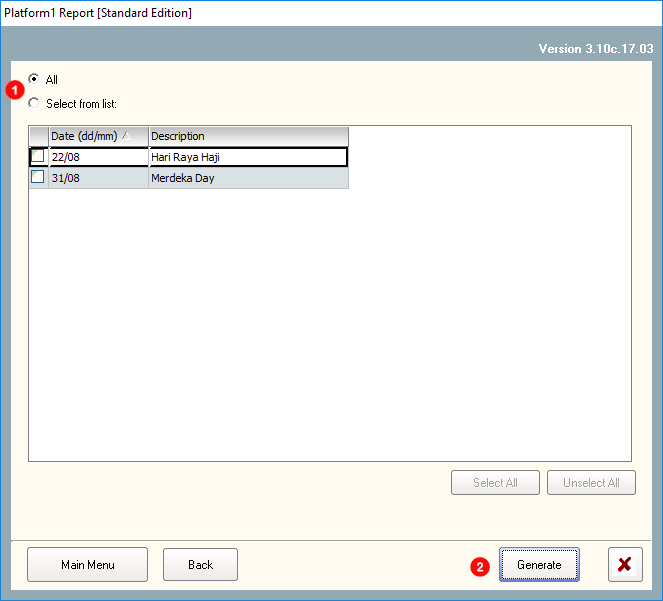 Platform1 Report [Standard Edition]
Version 3.10c.17.03
All
1
Select from list:
Date (dd/mm) Description
22/08 Hari Raya Haji
31/08 Merdeka Day
Select All Unselect All
Main Menu Back 2 Generate